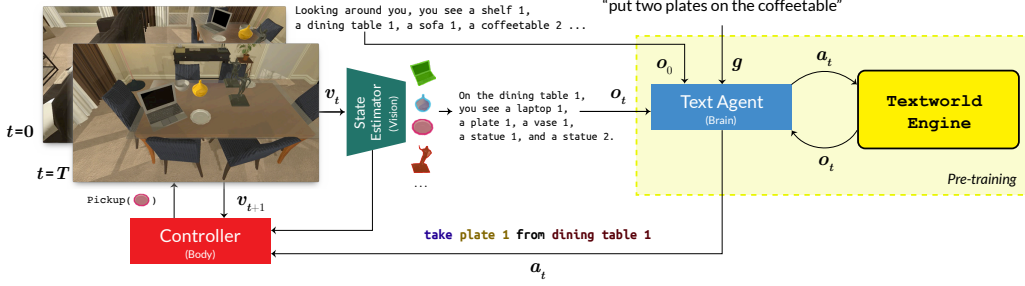 "put two plates on the coffeetable"
Looking around you, you see a shelf 1,
a dining table 1, a sofa 1, a coffeetable 2 ...
o0
g
at
vt
State
Estimator
(Vision)
On the dining table 1,
you see a laptop 1,
a plate 1, a vase 1,
a statue 1, and a statue 2.
ot
Text Agent
(Brain)
Textworld
Engine
ot
t=0
t=T
...
Pre-training
Pickup( )
vt+1
Controller
(Body)
take plate 1 from dining table 1
at